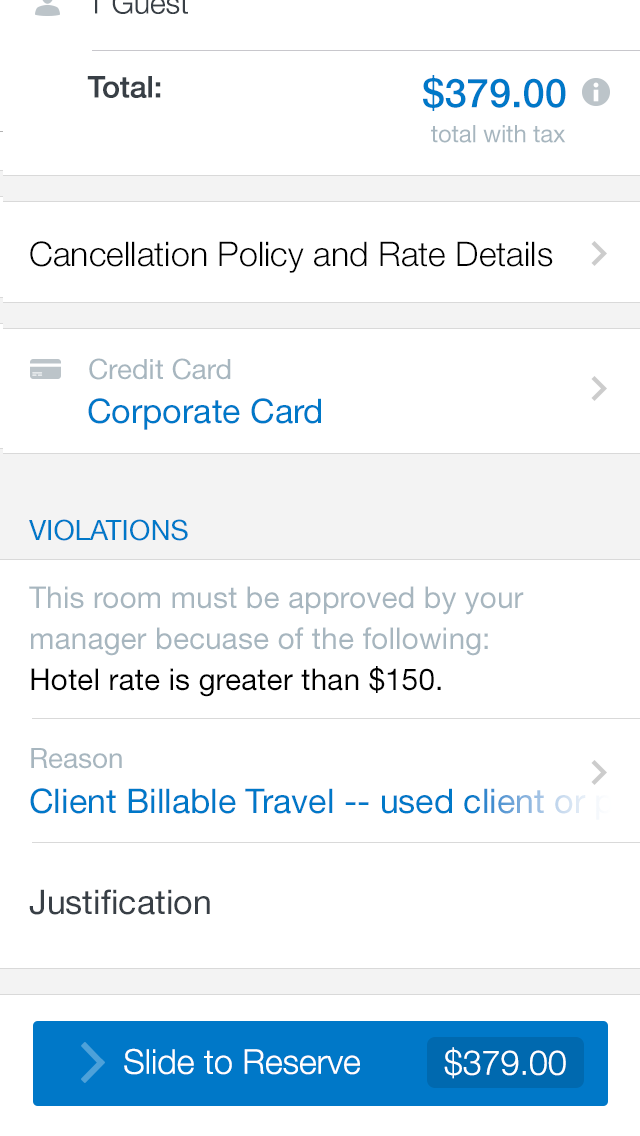 1 Guest
Total:
$379.00
total with tax
Cancellation Policy and Rate Details
Credit Card
Corporate Card
VIOLATIONS
This room must be approved by your
manager becuase of the following:
Hotel rate is greater than $150.
Reason
Client Billable Travel -- used client or
Justification
Slide to Reserve $379.00